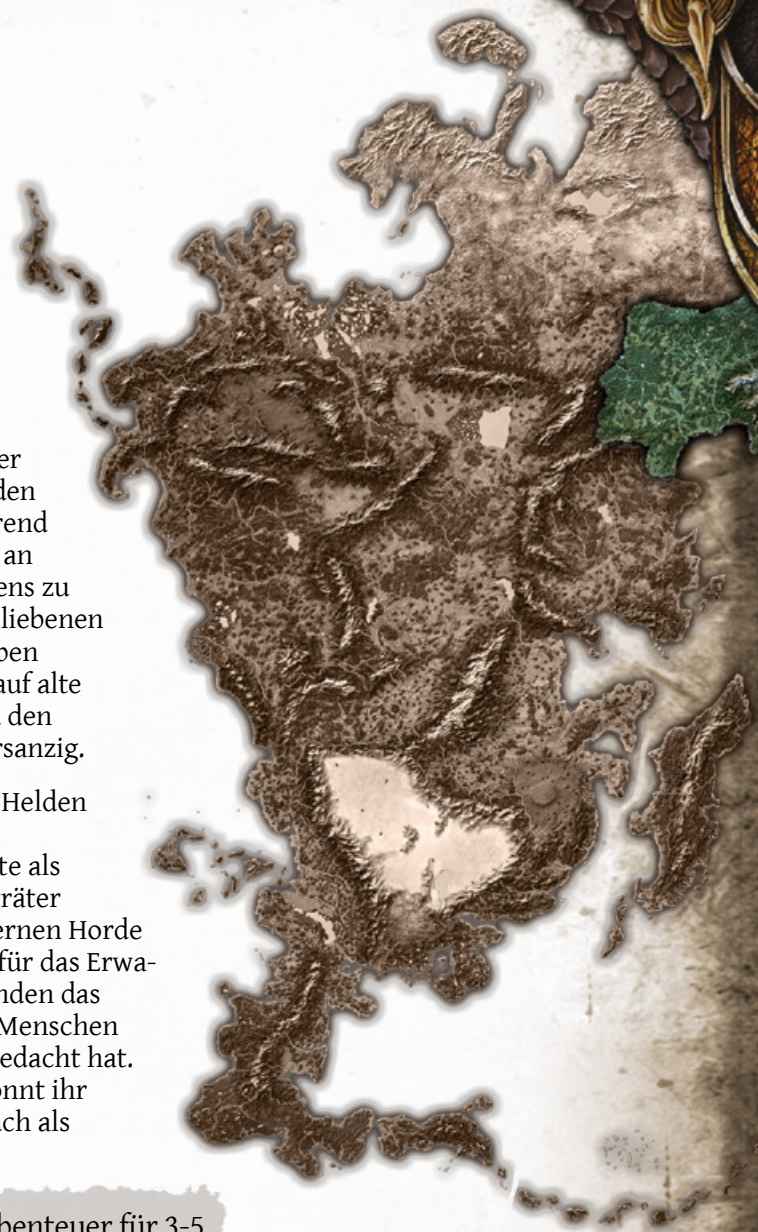 er
den
rend
an
ens zu
liebenen
ben
auf alte
den
rsanzig.
Helden
te als
räter
ernen Horde
für das Erwa-
nden das
Menschen
edacht hat.
onnt ihr
uch als
benteuer für 3-5